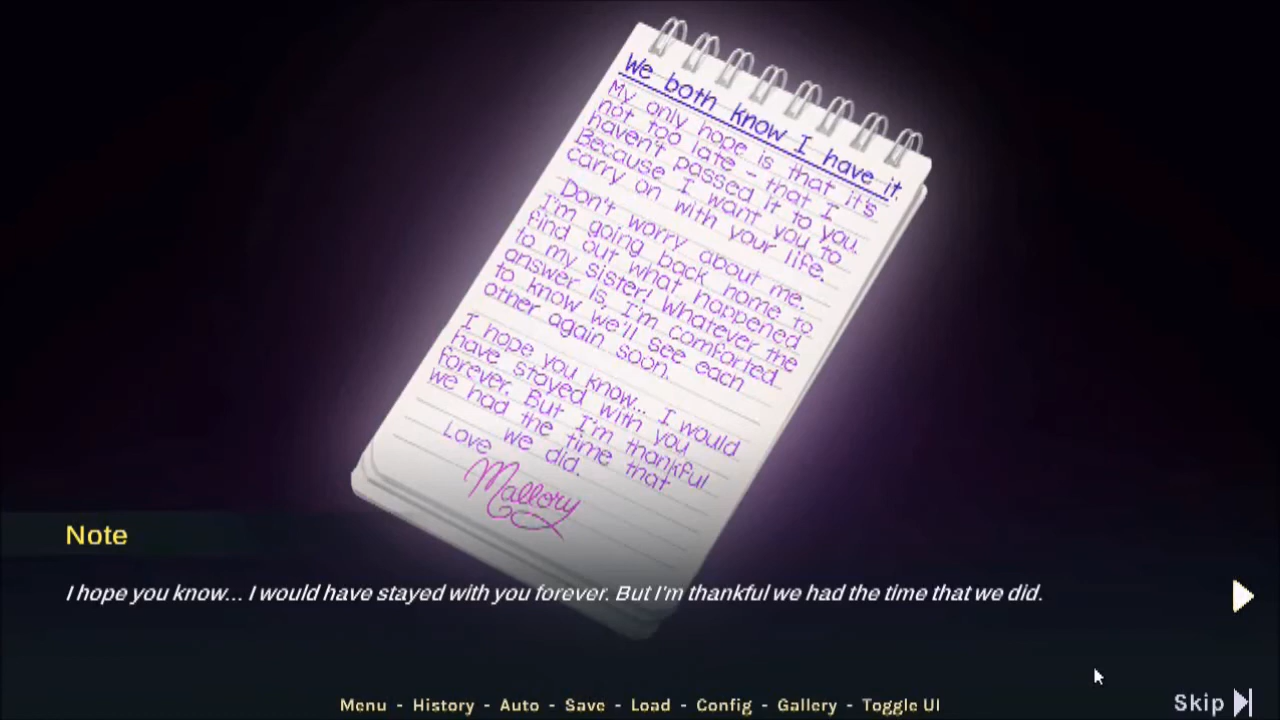 We both know I have it.
My only hope is that it's
not too late - that I
haven't passed it to you.
Because I want you to
carry on with your life.
Don't worry about me.
I'm going back home to
find out what happened
to my sister! Whatever the
answer is, I'm comforted
to know we'll see each
other again soon.
I hope you know... I would
have stayed with you
forever. But I'm thankful
we had the time that
we did.
Love
Mallory
Note
I hope you know... I would have stayed with you forever. But I'm thankful we had the time that we did.
Menu - History - Auto - Save - Load - Config - Gallery - Toggle UI
Skip